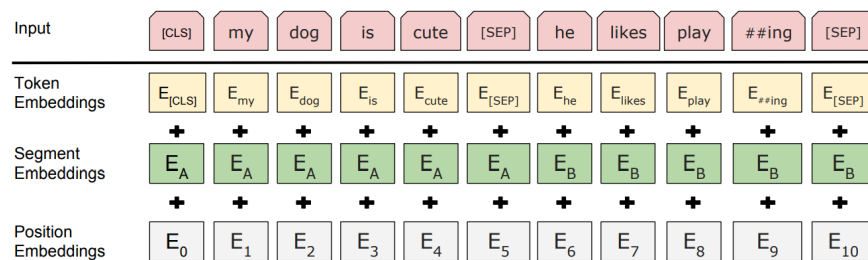 Input [CLS] my dog is cute [SEP] he likes play ##ing [SEP]
Token Embeddings E[CLS] Emy Edog Eis Ecute E[SEP] Ehe Elikes Eplay E##ing E[SEP]
+ + + + + + + + + + +
Segment Embeddings EA EA EA EA EA EA EB EB EB EB EB
+ + + + + + + + + + +
Position Embeddings E0 E1 E2 E3 E4 E5 E6 E7 E8 E9 E10